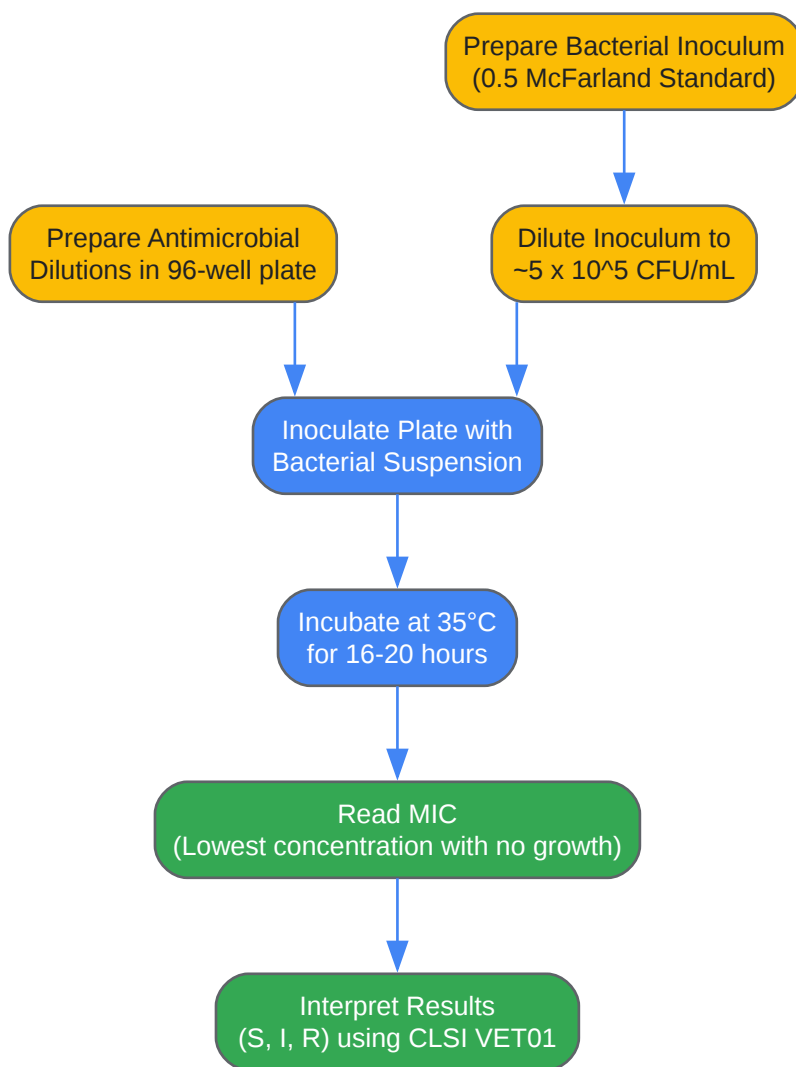 Prepare Bacterial Inoculum
(0.5 McFarland Standard)
Prepare Antimicrobial
Dilutions in 96-well plate
Dilute Inoculum to
~5 x 10^5 CFU/mL
Inoculate Plate with
Bacterial Suspension
Incubate at 35°C
for 16-20 hours
Read MIC
(Lowest concentration with no growth)
Interpret Results
(S, I, R) using CLSI VET01